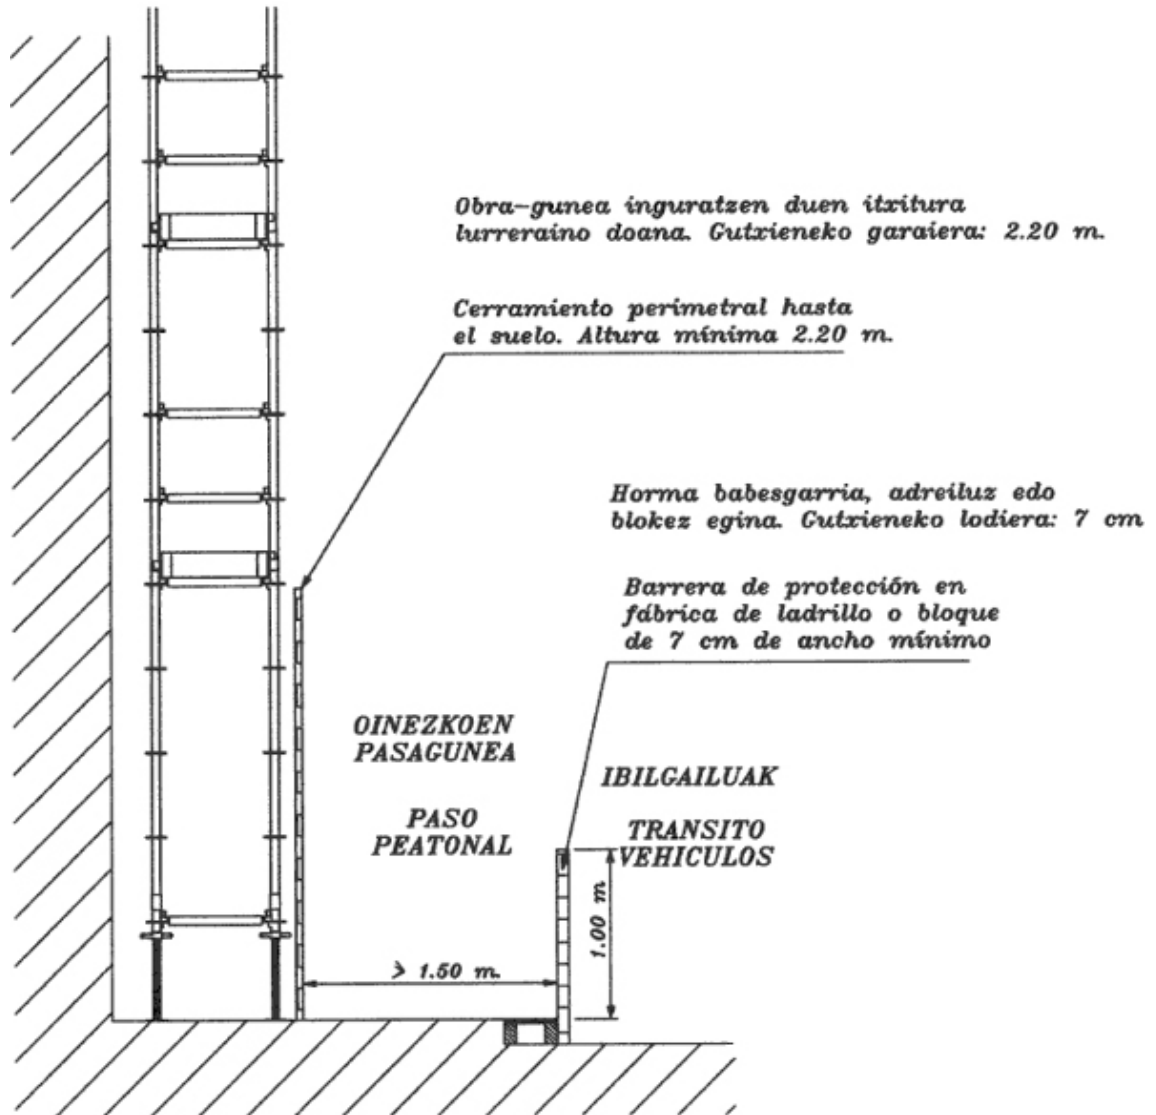 Obra-gunea inguratzen duen itxitura
lurreraino doana. Gutxieneko garaiera: 2.20 m.
Cerramiento perimetral hasta
el suelo. Altura mínima 2.20 m.
Horma babesgarria, adreiluz edo
blokez egina. Gutxieneko lodiera: 7 cm
Barrera de protección en
fábrica de ladrillo o bloque
de 7 cm de ancho mínimo
OINEZKOEN
PASAGUNEA
IBILGAILUAK
PASO
PEATONAL
TRANSITO
VEHICULOS
1.00 m
> 1.50 m.